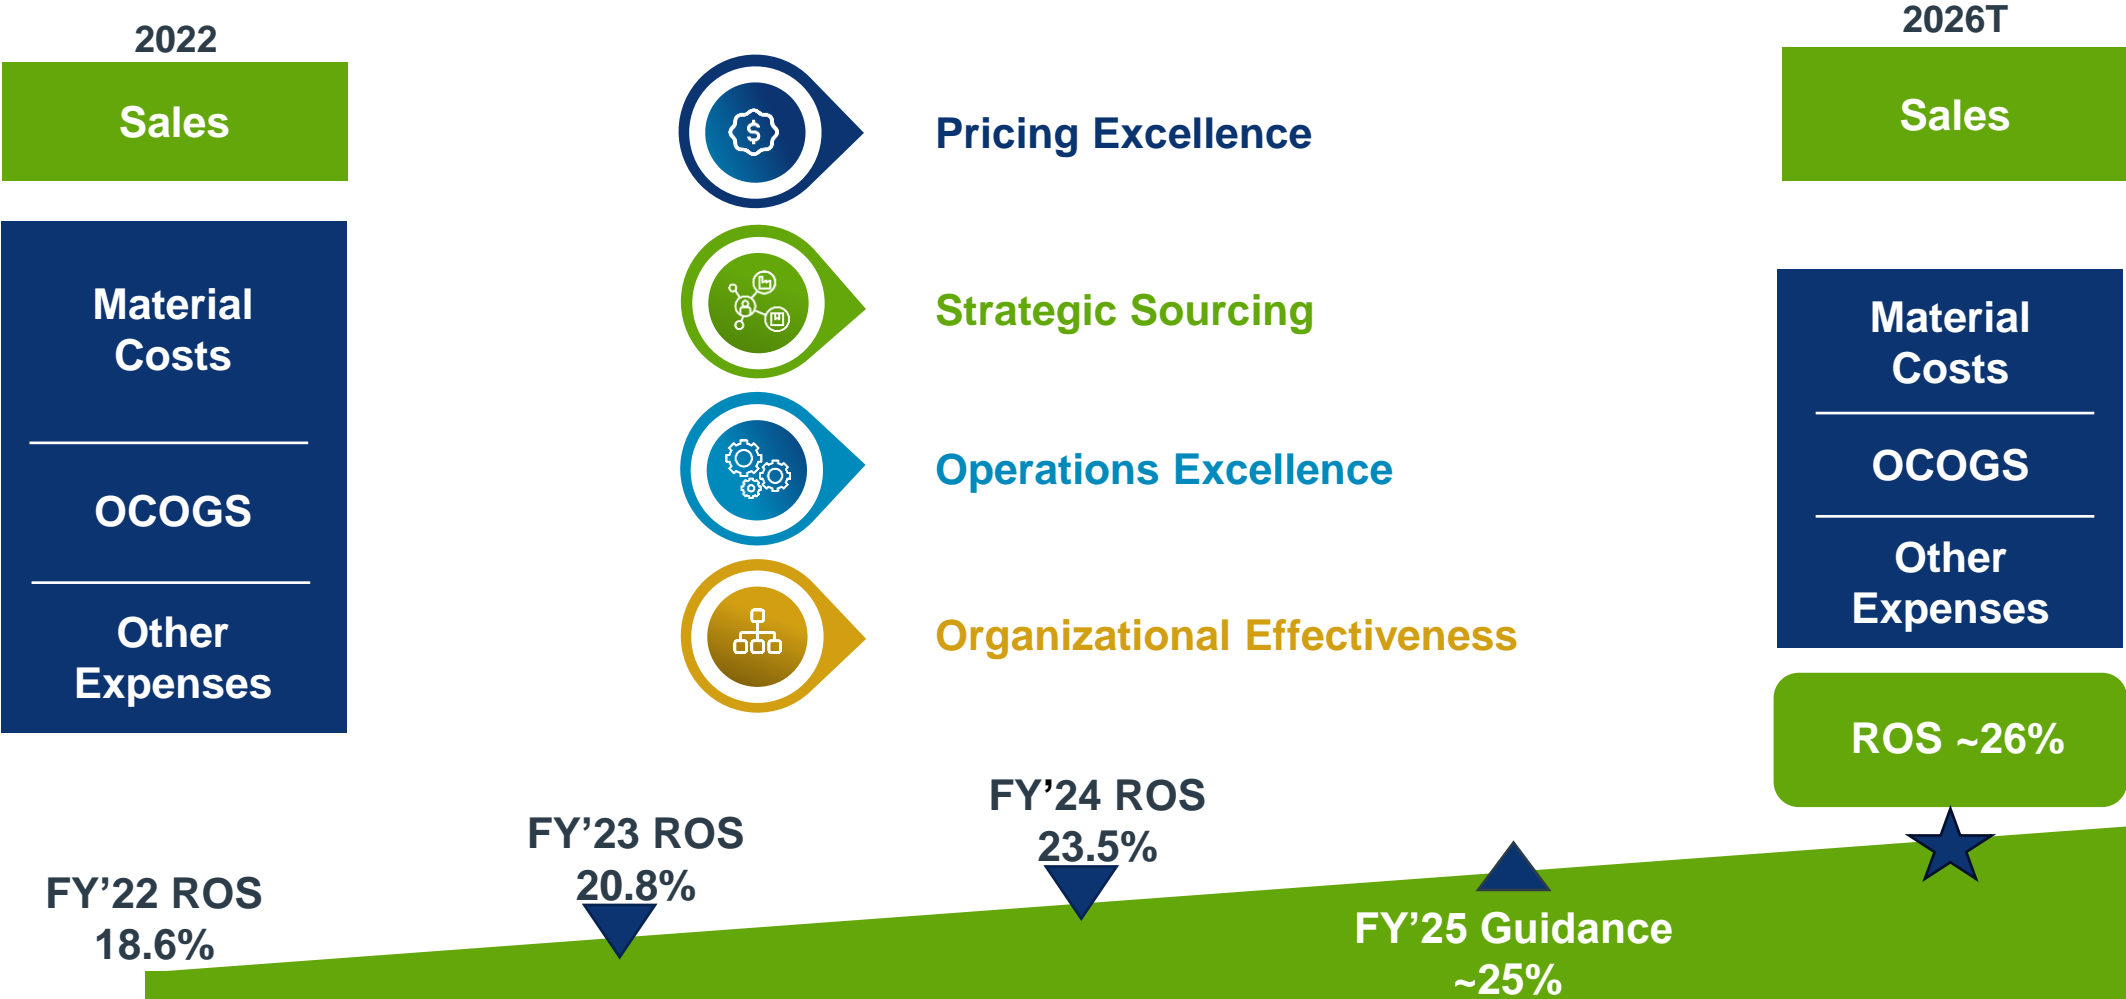 2022
Sales
Material
Costs
OCOGS
Other
Expenses
$
Pricing Excellence
Strategic Sourcing
Operations Excellence
Organizational Effectiveness
2026T
Sales
Material
Costs
OCOGS
Other
Expenses
ROS ~26%
FY’22 ROS
18.6%
FY’23 ROS
20.8%
FY’24 ROS
23.5%
FY’25 Guidance
~25%